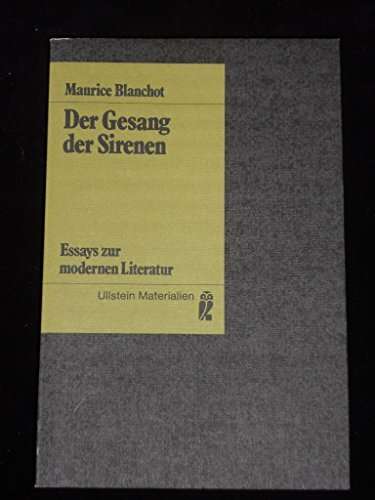 Maurice Blanchot
Der Gesang
der Sirenen
Essays zur
modernen Literatur
Ullstein Materialien